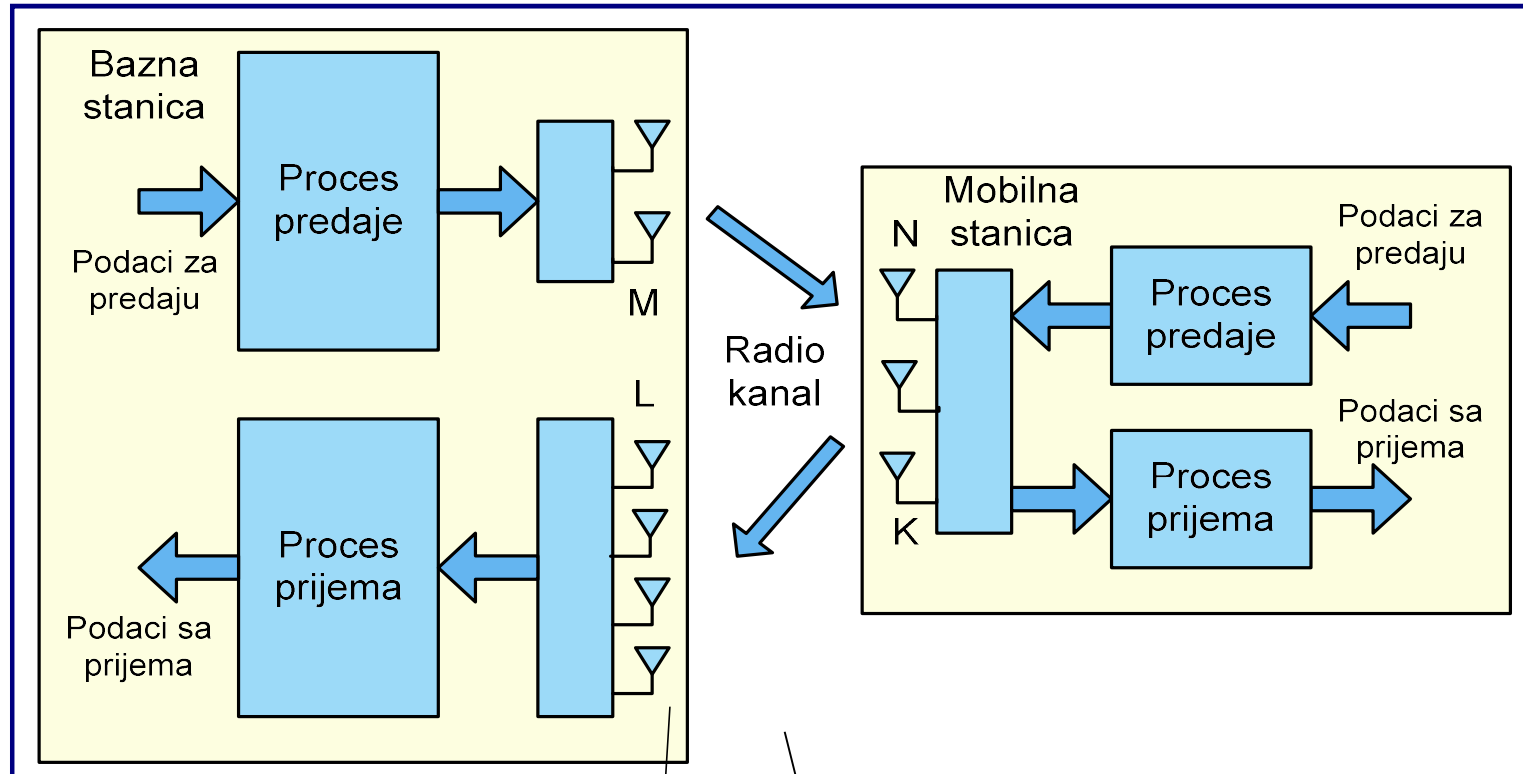 Bazna
stanica
Proces
predaje
Podaci za
predaju
M
L
Proces
prijema
Podaci sa
prijema
Radio
kanal
Mobilna
stanica
N
K
Proces
predaje
Podaci za
predaju
Proces
prijema
Podaci sa
prijema